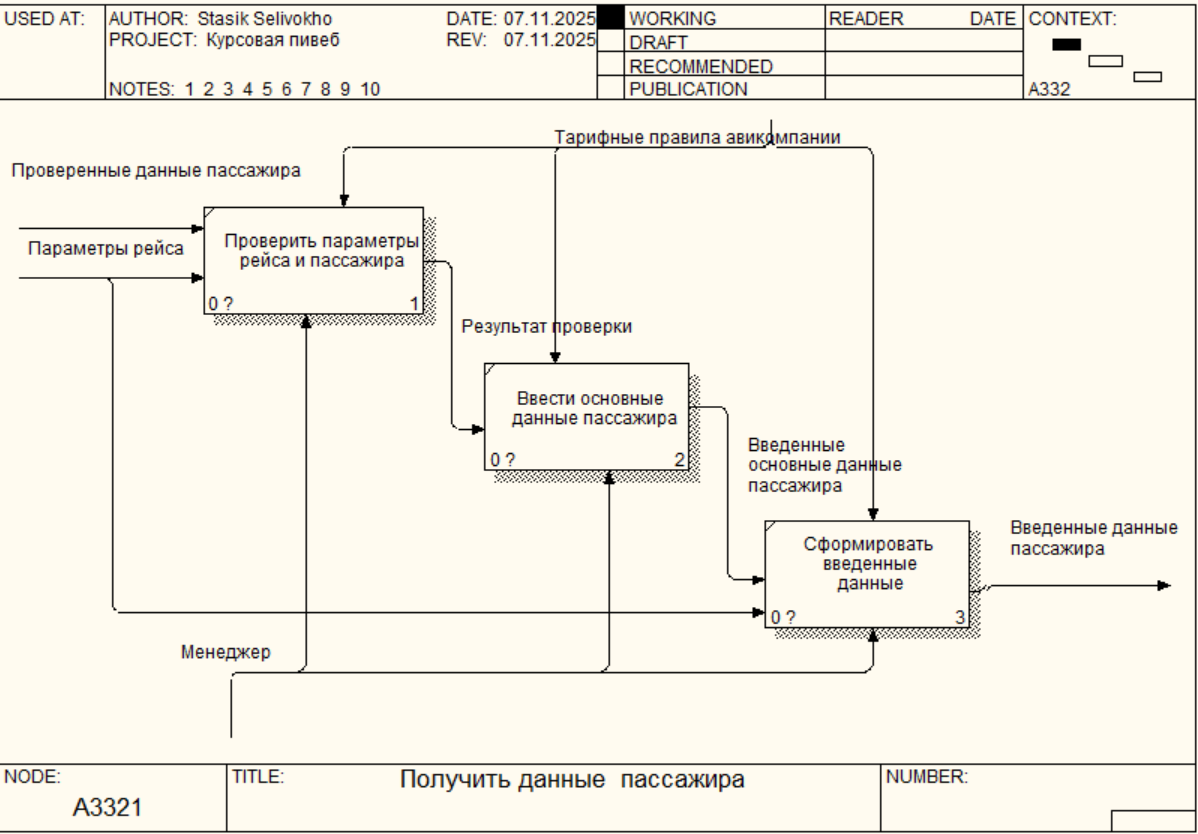 USED AT:
AUTHOR: Stasik Selivokho
DATE: 07.11.2025
PROJECT: Курсовая пивеб
REV: 07.11.2025
NOTES: 1 2 3 4 5 6 7 8 9 10
WORKING
DRAFT
RECOMMENDED
PUBLICATION
READER
DATE
CONTEXT:
A332
Тарифные правила авикомпании
Проверенные данные пассажира
Параметры рейса
Проверить параметры
рейса и пассажира
0 ?
1
Результат проверки
Ввести основные
данные пассажира
0 ?
2
Введенные
основные данные
пассажира
Сформировать
введенные
данные
0 ?
3
Введенные данные
пассажира
Менеджер
NODE:
A3321
TITLE:
Получить данные пассажира
NUMBER: